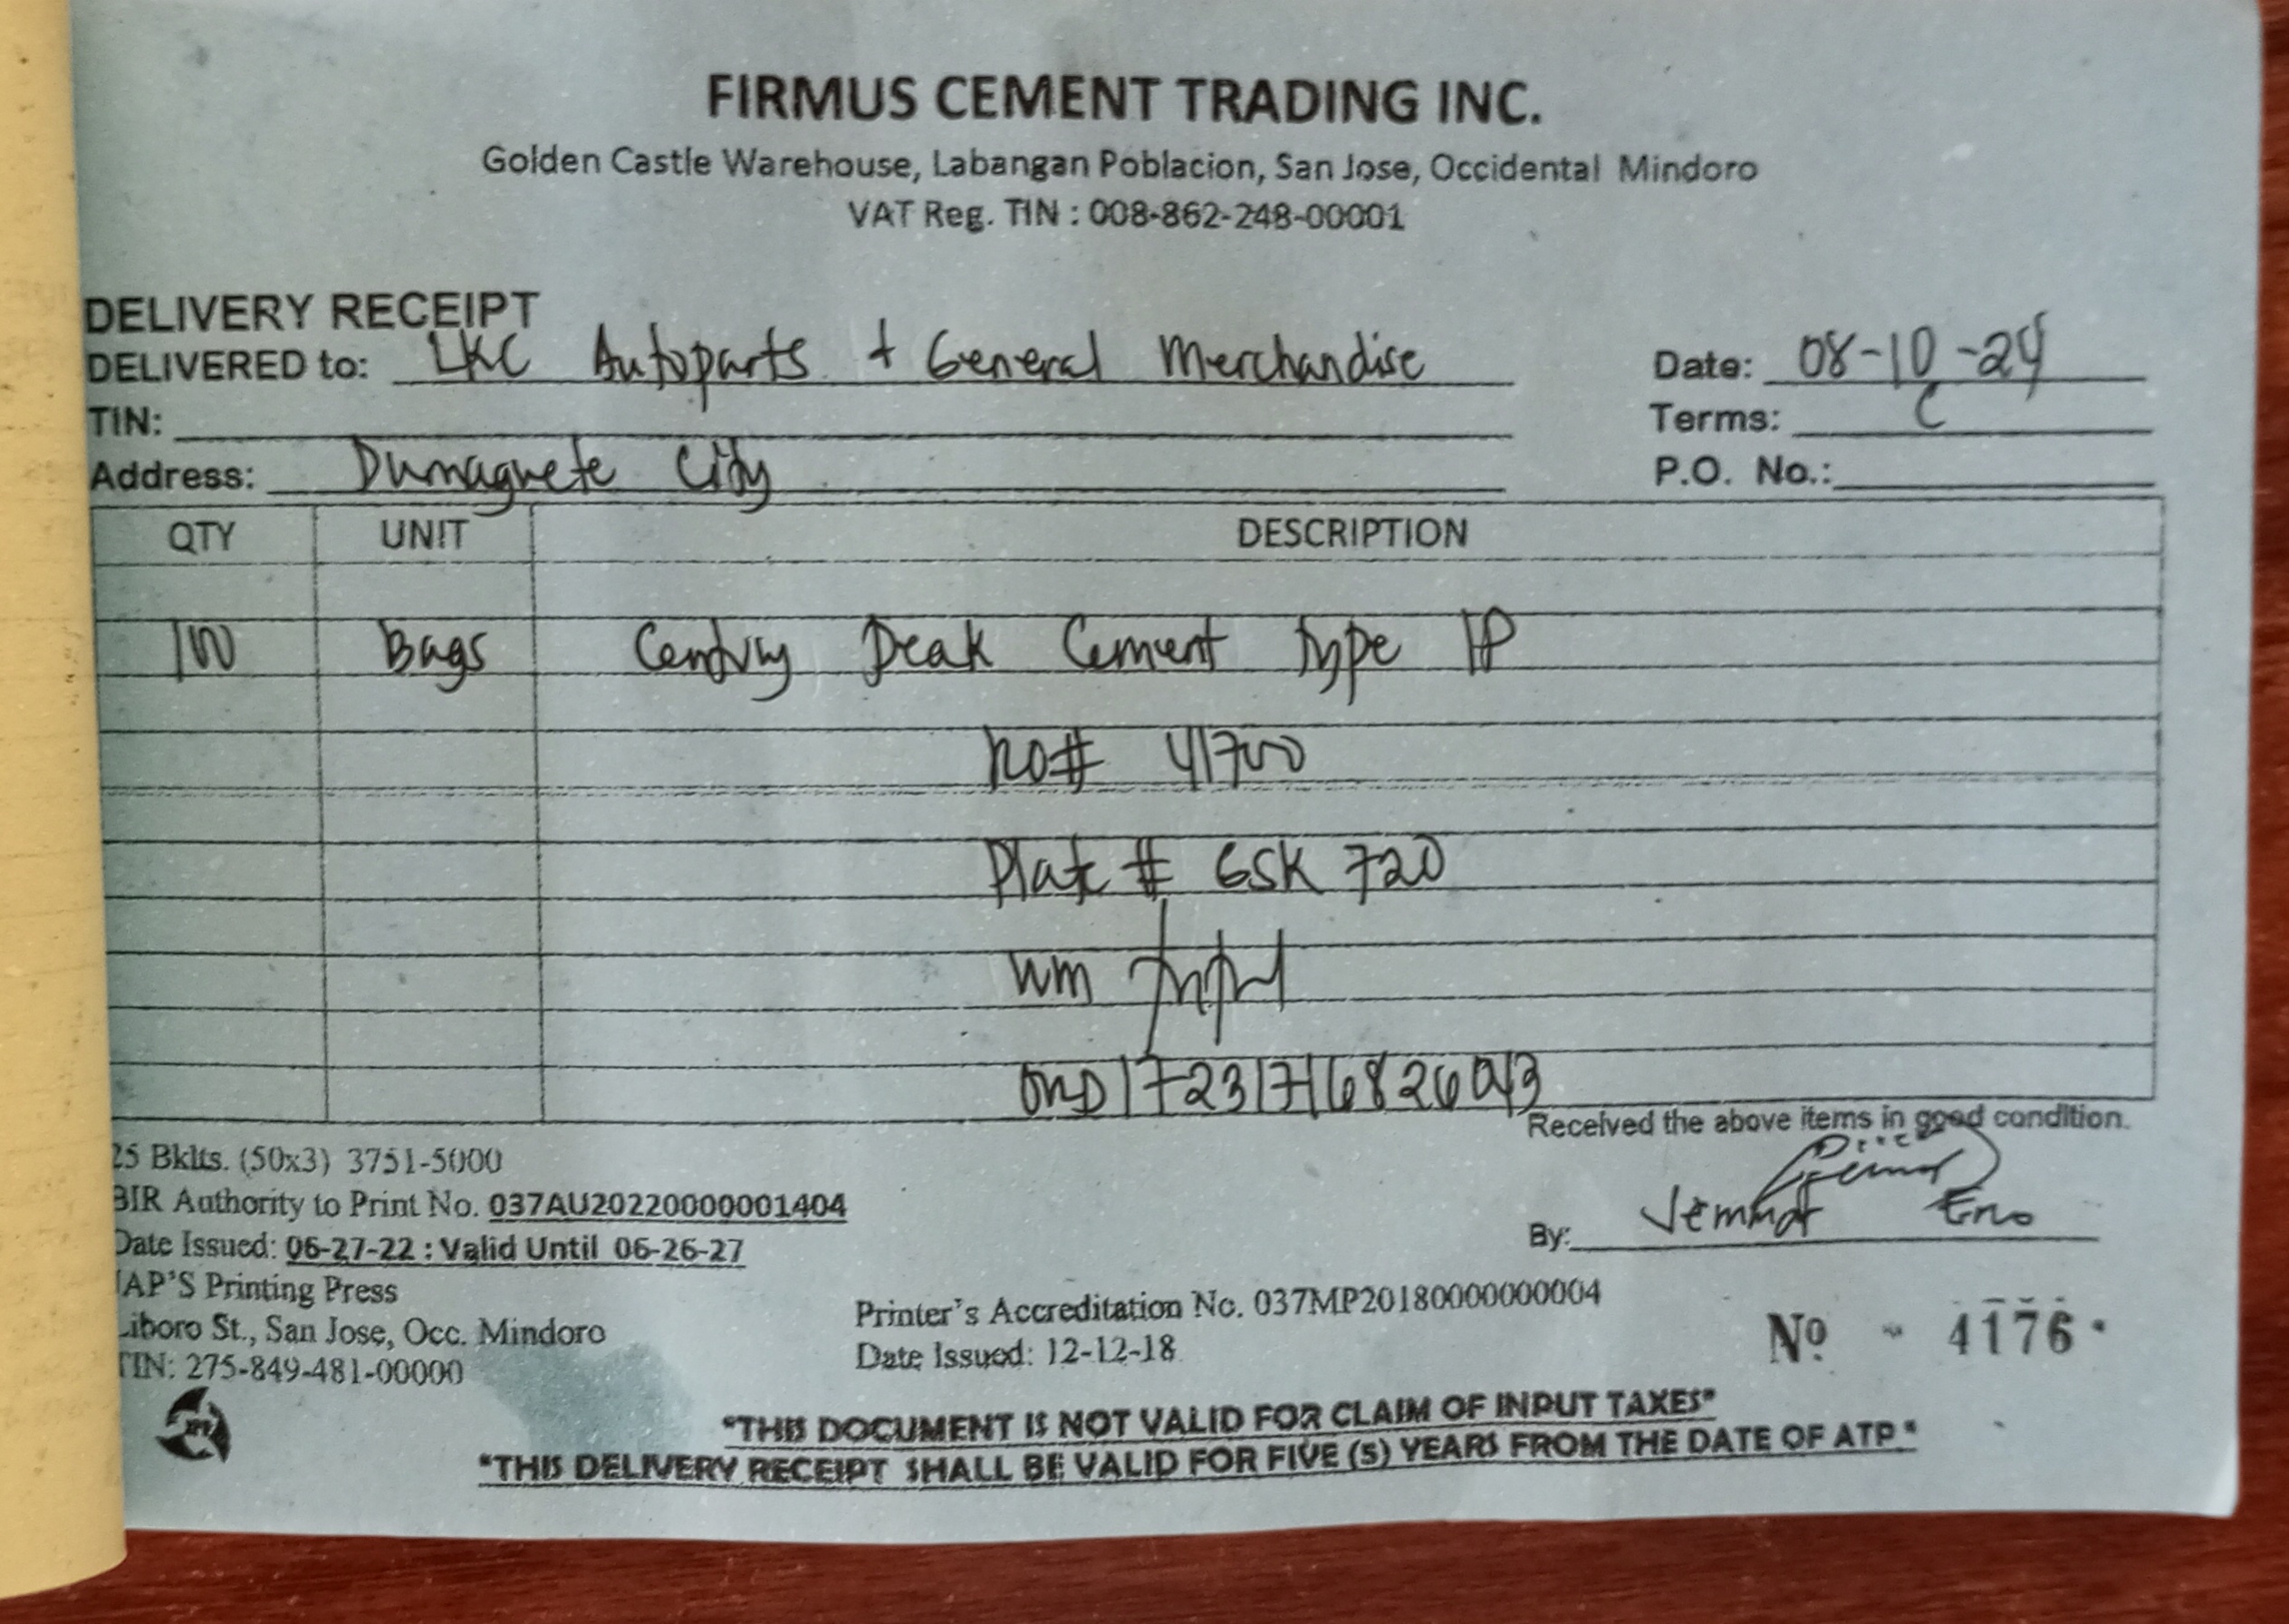 FIRMUS CEMENT TRADING INC.
Golden Castle Warehouse, Labangan Poblacion, San Jose, Occidental Mindoro
VAT Reg. TIN : 008-862-248-00001
DELIVERY RECEIPT
DELIVERED to: LKC Autoparts + General Merchandise Date: 08-10-24
TIN: Terms: C
Address: Dumaguete City P.O. No.:
QTY UNIT DESCRIPTION
100 Bags Century Peak Cement Type IP
41700
Plate # GSK 720
WM
17231716826
Received the above items in good condition.
25 Bklts. (50x3) 3751-5000
BIR Authority to Print No. 037AU20220000001404
Date Issued: 06-27-22 : Valid Until 06-26-27
By: Eno
JAP'S Printing Press
Liboro St., San Jose, Occ. Mindoro
TIN: 275-849-481-00000
Printer's Accreditation No. 037MP20180000000004
Date Issued: 12-12-18
Nº 4176
"THIS DOCUMENT IS NOT VALID FOR CLAIM OF INPUT TAXES"
"THIS DELIVERY RECEIPT SHALL BE VALID FOR FIVE (5) YEARS FROM THE DATE OF ATP"